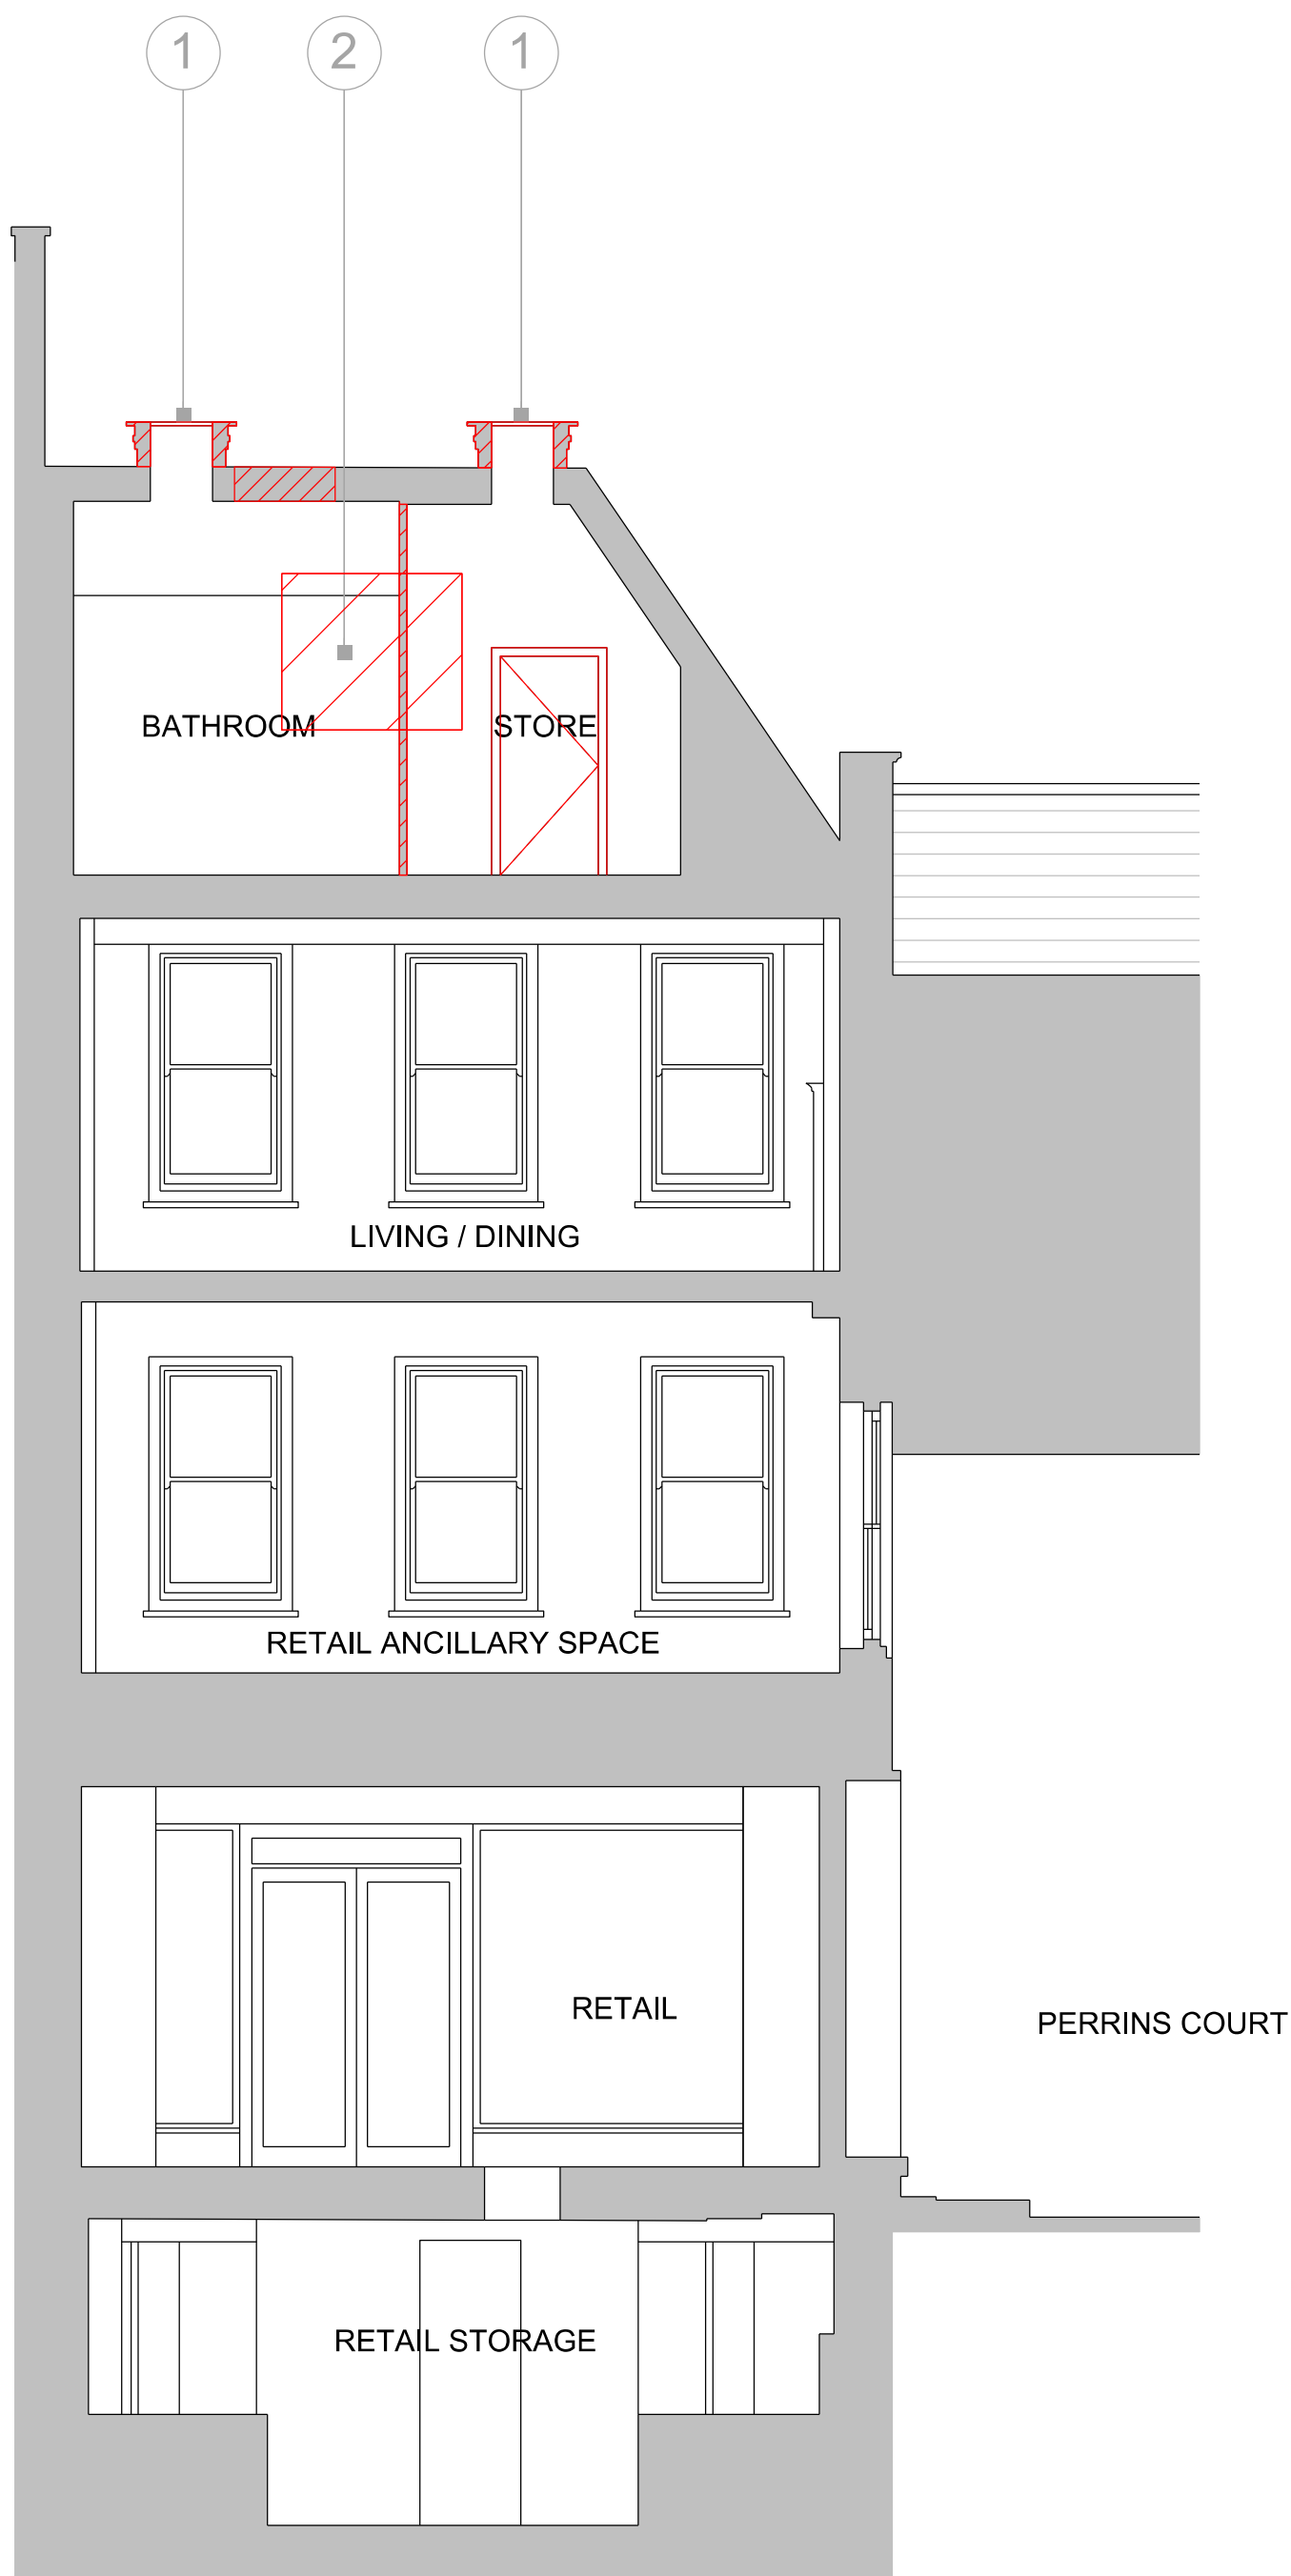 1 2 1
BATHROOM STORE
LIVING / DINING
RETAIL ANCILLARY SPACE
RETAIL
PERRINS COURT
RETAIL STORAGE